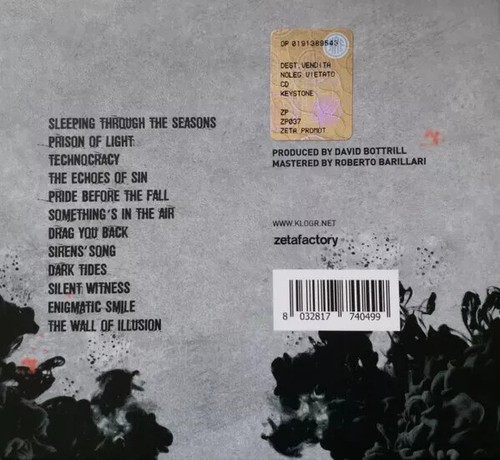 SLEEPING THROUGH THE SEASONS
PRISON OF LIGHT
TECHNOCRACY
THE ECHOES OF SIN
PRIDE BEFORE THE FALL
SOMETHING'S IN THE AIR
DRAG YOU BACK
SIRENS' SONG
DARK TIDES
SILENT WITNESS
ENIGMATIC SMILE
THE WALL OF ILLUSION
DEST.VENDITA
NOLEG VIETATO
CD
KEYSTONE
ZP
ZP037
ZETA PROMOT
PRODUCED BY DAVID BOTTRILL
MASTERED BY ROBERTO BARILLARI
WWW.KLOGR.NET
zetafactory
8 032817 740499